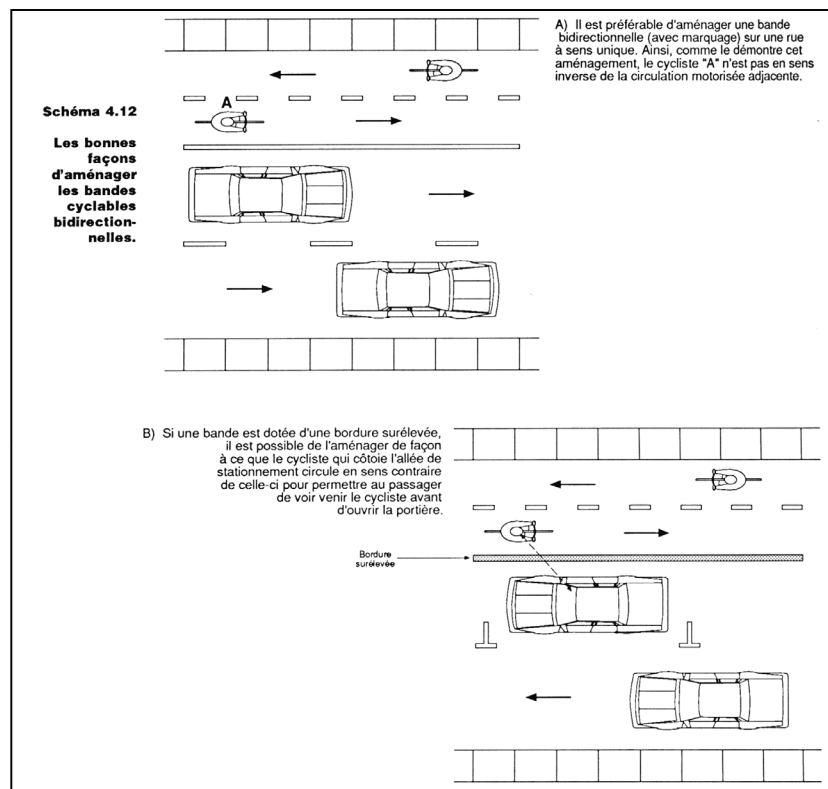 A) Il est préférable d'aménager une bande
bidirectionnelle (avec marquage) sur une rue
à sens unique. Ainsi, comme le démontre cet
aménagement, le cycliste "A" n'est pas en sens
inverse de la circulation motorisée adjacente.
A
Schéma 4.12
Les bonnes
façons
d'aménager
les bandes
cyclables
bidirection-
nelles.
B) Si une bande est dotée d'une bordure surélevée,
il est possible de l'aménager de façon
à ce que le cycliste qui côtoie l'allée de
stationnement circule en sens contraire
de celle-ci pour permettre au passager
de voir venir le cycliste avant
d'ouvrir la portière.
Bordure
surélevée